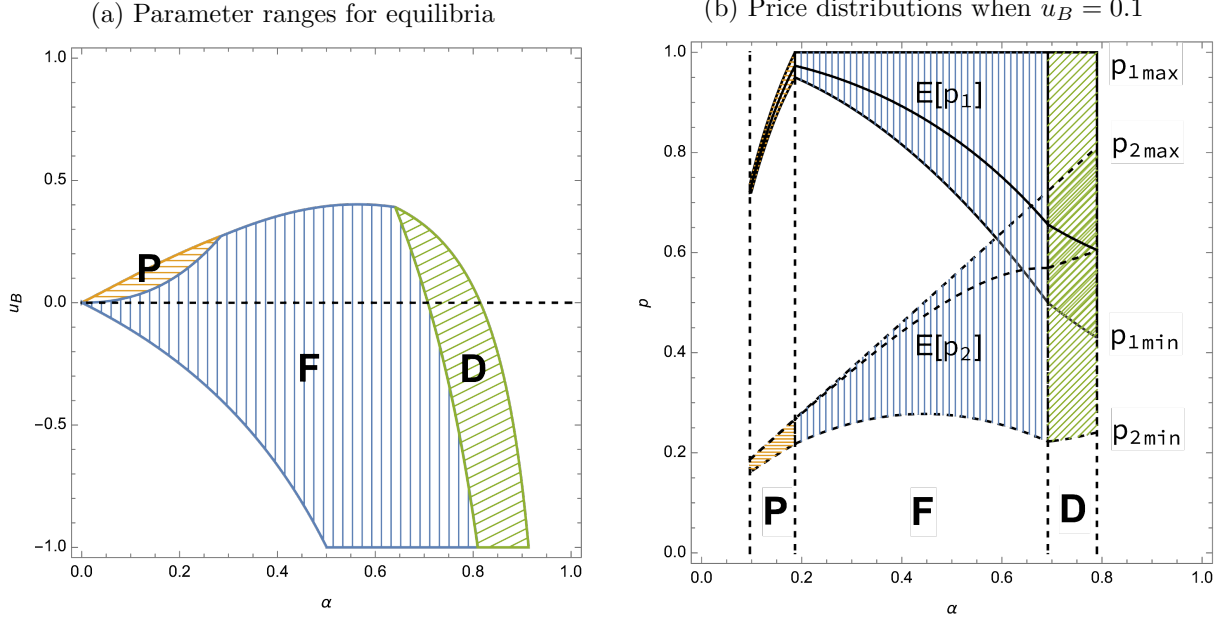 (a) Parameter ranges for equilibria
1.0
0.5
0.0
−0.5
−1.0
u_B
P
F
D
0.0 0.2 0.4 0.6 0.8 1.0
α
(b) Price distributions when u_B = 0.1
1.0
0.8
0.6
0.4
0.2
0.0
p
E[p₁]
E[p₂]
P
F
D
p₁max
p₂max
p₁min
p₂min
0.0 0.2 0.4 0.6 0.8 1.0
α